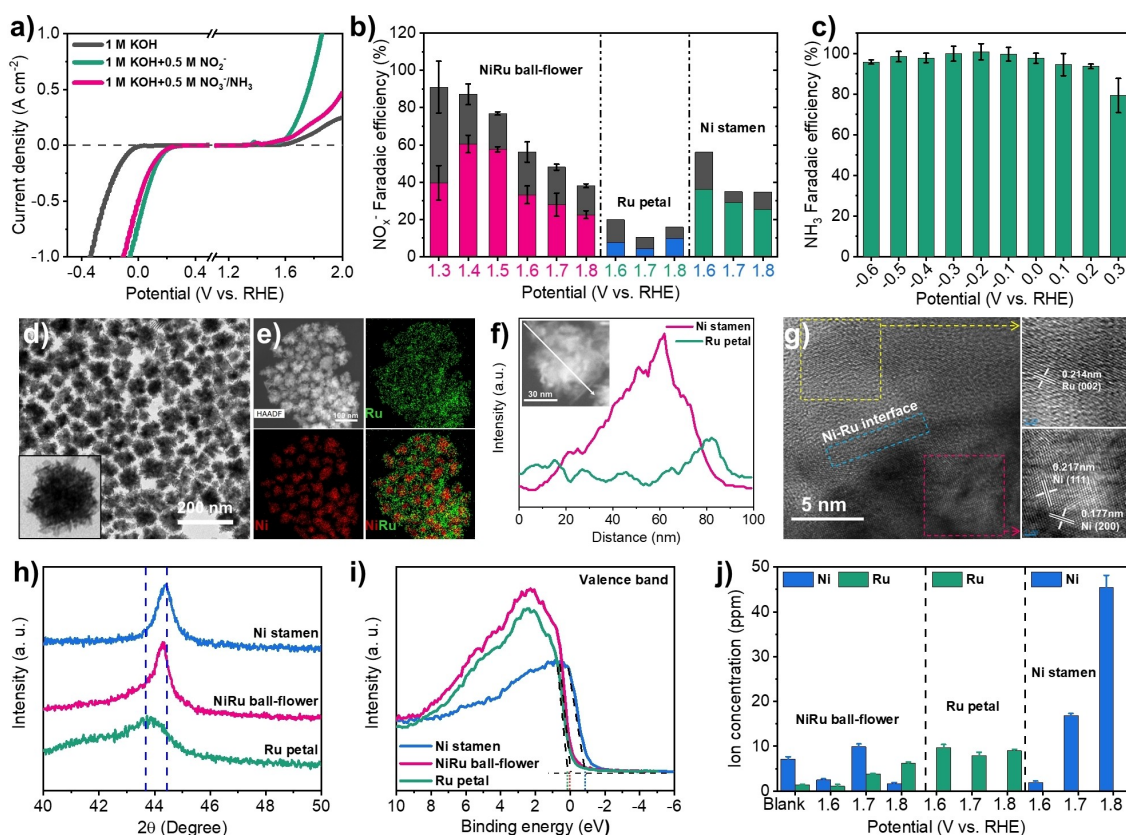 a)
1.0
0.5
0.0
-0.5
-1.0
Current density (A cm⁻²)
1 M KOH
1 M KOH+0.5 M NO₂⁻
1 M KOH+0.5 M NO₃⁻/NH₃
-0.4 0.0 0.4 1.2 1.6 2.0
Potential (V vs. RHE)
b)
120
100
80
60
40
20
0
NOₓ⁻ Faradaic efficiency (%)
NiRu ball-flower
Ru petal
Ni stamen
1.3 1.4 1.5 1.6 1.7 1.8 1.6 1.7 1.8 1.6 1.7 1.8
Potential (V vs. RHE)
c)
120
100
80
60
40
20
0
NH₃ Faradaic efficiency (%)
-0.6 -0.5 -0.4 -0.3 -0.2 -0.1 0.0 0.1 0.2 0.3
Potential (V vs. RHE)
d)
200 nm
e)
HAADF
100 nm
Ru
Ni
NiRu
f)
Intensity (a.u.)
30 nm
Ni stamen
Ru petal
0 20 40 60 80 100
Distance (nm)
g)
Ni-Ru interface
5 nm
0.214nm
Ru (002)
0.217nm
Ni (111)
0.177nm
Ni (200)
h)
Intensity (a. u.)
Ni stamen
NiRu ball-flower
Ru petal
40 42 44 46 48 50
2θ (Degree)
i)
Valence band
Intensity (a. u.)
Ni stamen
NiRu ball-flower
Ru petal
10 8 6 4 2 0 -2 -4 -6
Binding energy (eV)
j)
50
40
30
20
10
0
Ion concentration (ppm)
Ni Ru Ru Ni
NiRu ball-flower
Ru petal
Ni stamen
Blank 1.6 1.7 1.8 1.6 1.7 1.8 1.6 1.7 1.8
Potential (V vs. RHE)